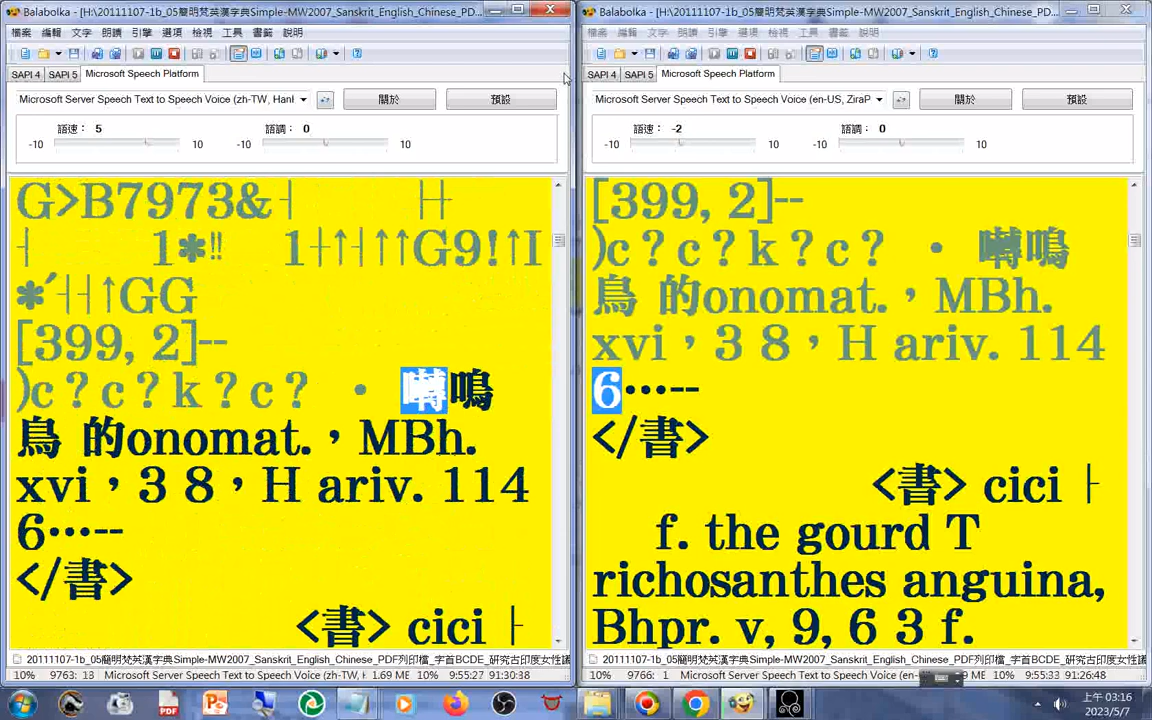 Balabolka - [H:\20111107-1b_05簡明梵英漢字典Simple-MW2007_Sanskrit_English_Chinese_PD...
檔案 編輯 文字 朗讀 引擎 選項 檢視 工具 書籤 說明
SAPI 4 SAPI 5 Microsoft Speech Platform
Microsoft Server Speech Text to Speech Voice (zh-TW, HanI
關於
預設
語速： 5
語調： 0
-10 10 -10 10
G>B7973&┤ ├├
┤ 1*‼ 1┼↑┤↑↑G9!↑I
*´┤┤↑GG
[399, 2]--
)c？c？k？c？ • 囀鳴
鳥 的onomat.，MBh.
xvi，3 8，H ariv. 114
6…--
</書>
<書> cici ├
20111107-1b_05簡明梵英漢字典Simple-MW2007_Sanskrit_English_Chinese_PDF列印檔_字首BCDE_研究古印度女性議
10% 9763: 13 Microsoft Server Speech Text to Speech Voice (zh-TW, H 1.69 ME 10% 9:55:27 91:30:38
Balabolka - [H:\20111107-1b_05簡明梵英漢字典Simple-MW2007_Sanskrit_English_Chinese_PD...
檔案 編輯 文字 朗讀 引擎 選項 檢視 工具 書籤 說明
SAPI 4 SAPI 5 Microsoft Speech Platform
Microsoft Server Speech Text to Speech Voice (en-US, ZiraP
關於
預設
語速： -2
語調： 0
-10 10 -10 10
[399, 2]--
)c？c？k？c？ • 囀鳴
鳥 的onomat.，MBh.
xvi，3 8，H ariv. 114
6…--
</書>
<書> cici ├
f. the gourd T
richosanthes anguina,
Bhpr. v, 9, 6 3 f.
20111107-1b_05簡明梵英漢字典Simple-MW2007_Sanskrit_English_Chinese_PDF列印檔_字首BCDE_研究古印度女性議
10% 9766: 1 Microsoft Server Speech Text to Speech Voice (en-US, 9 ME 10% 9:55:33 91:26:48
PDF
上午 03:16
2023/5/7